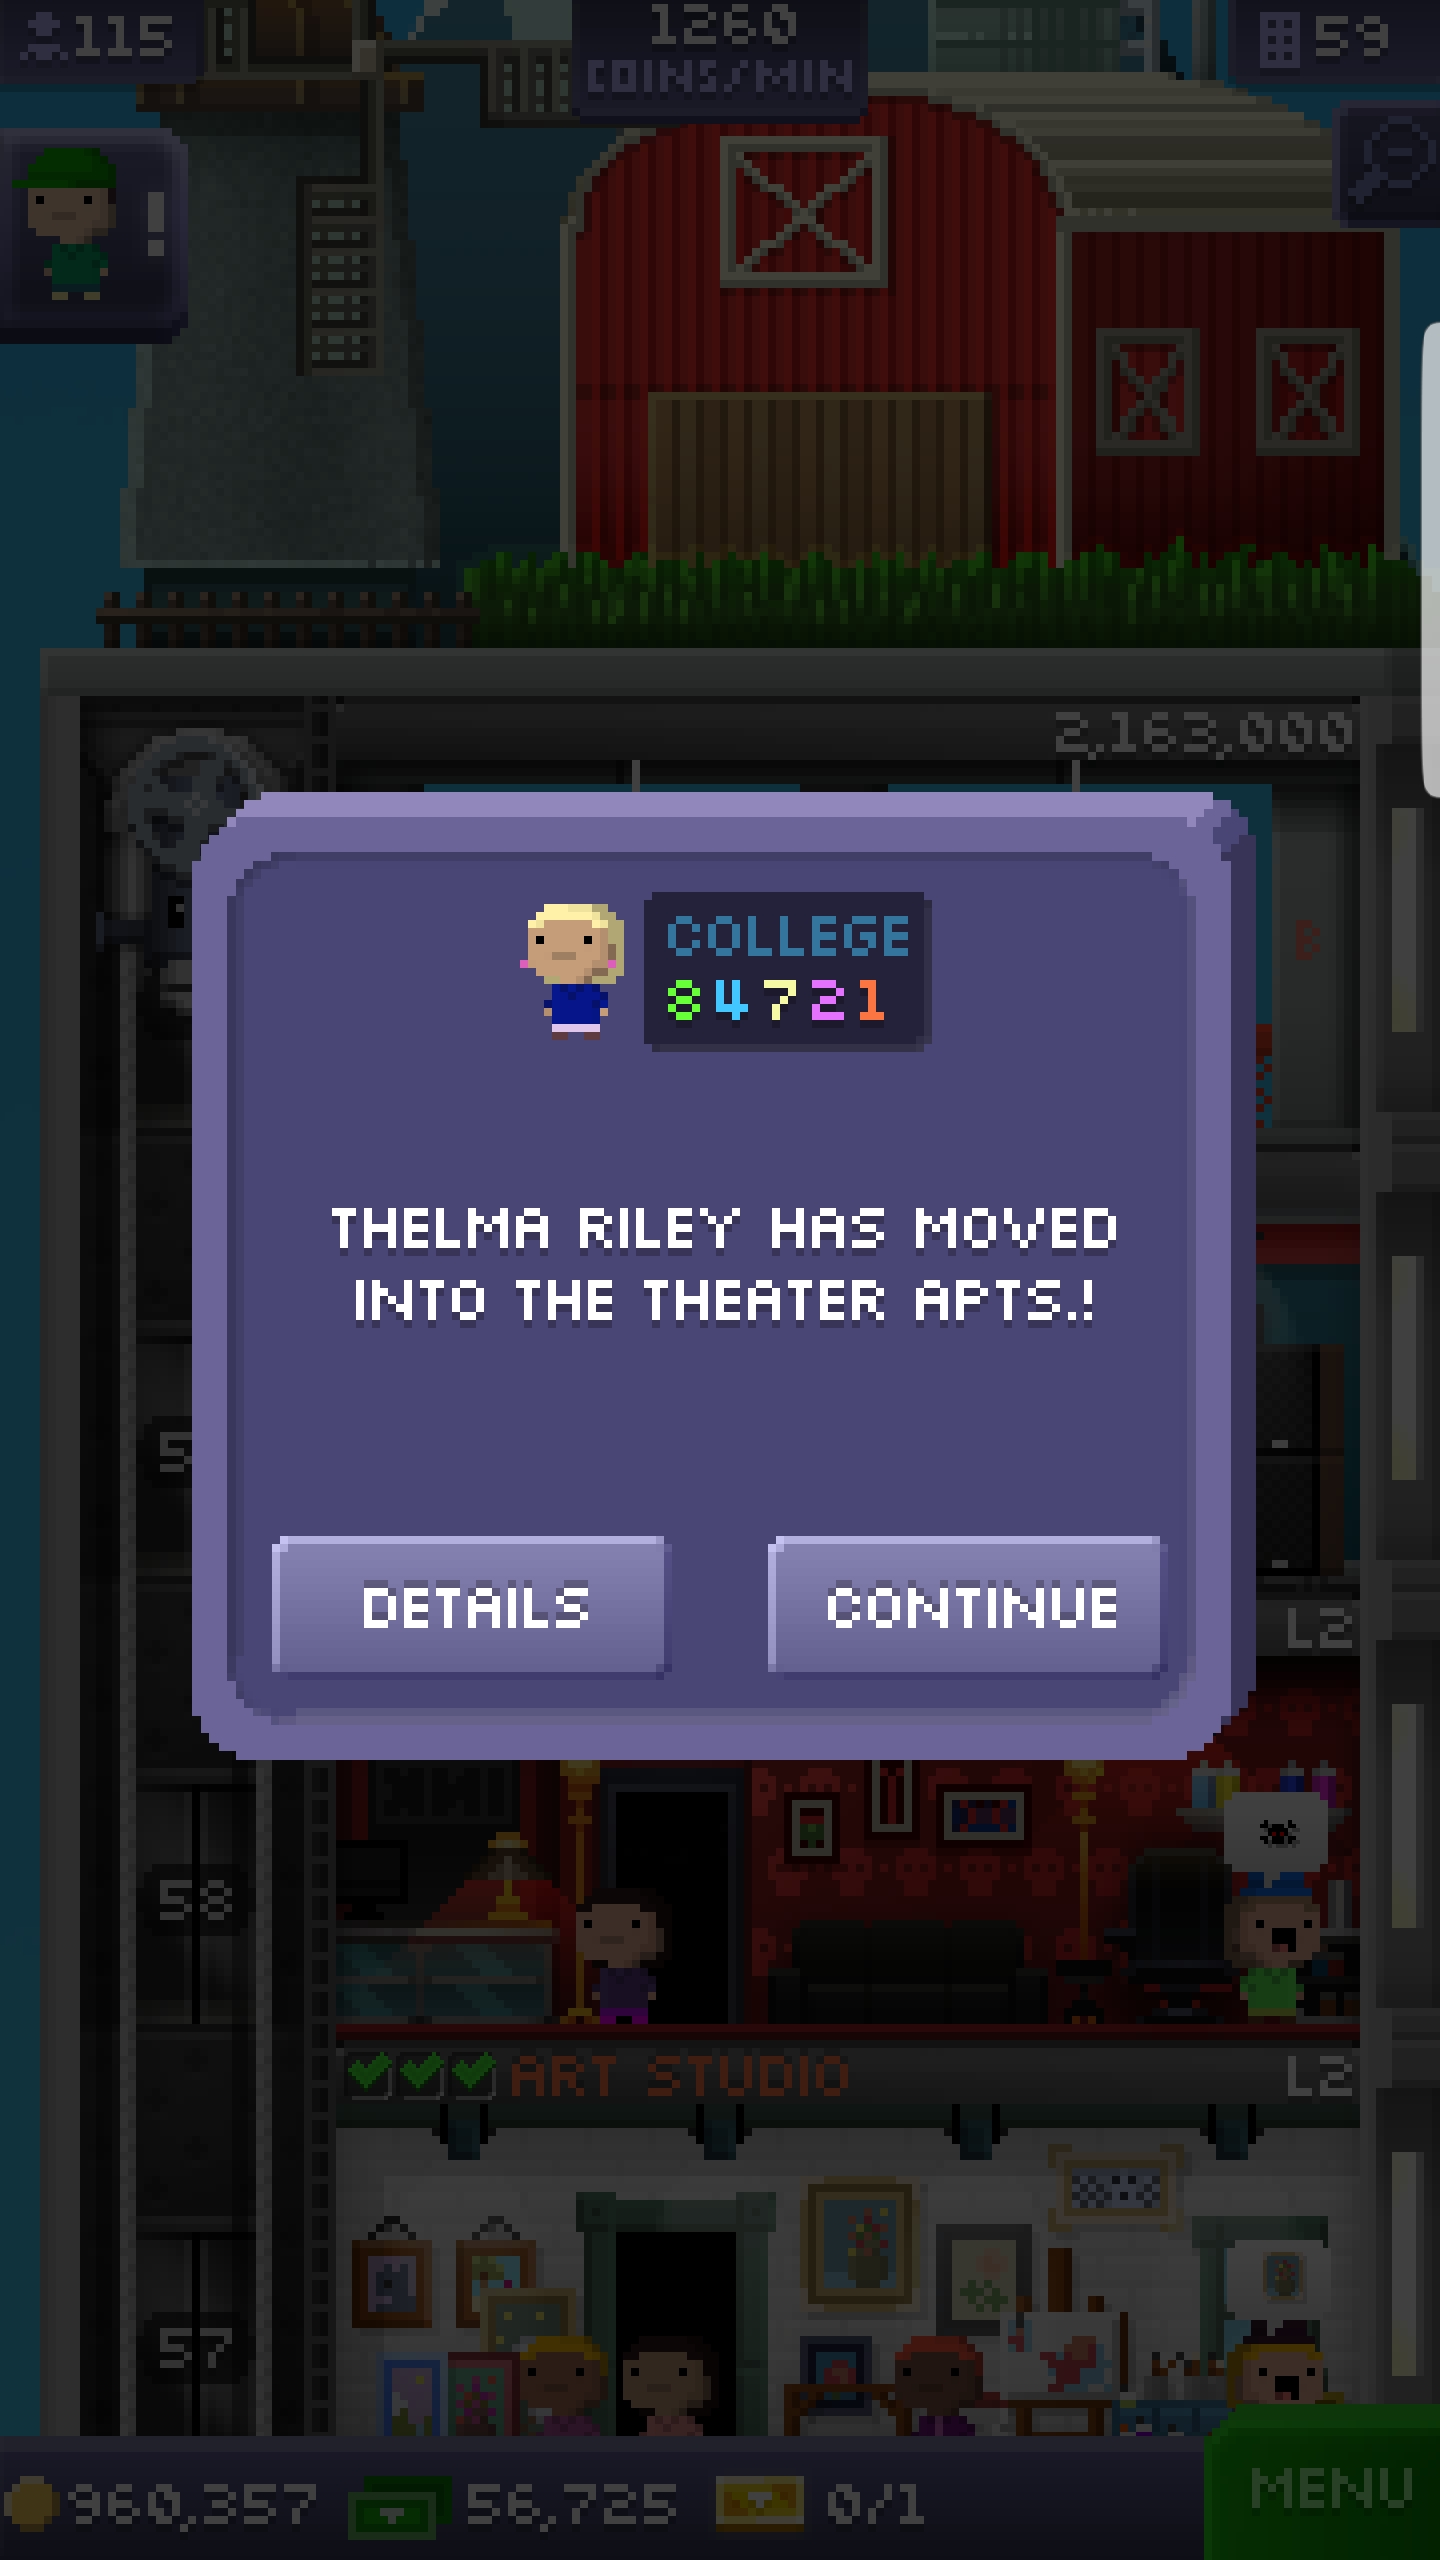 115
1260
COINS/MIN
59
!
2,163,000
B
COLLEGE
84721
THELMA RILEY HAS MOVED
INTO THE THEATER APTS.!
DETAILS
CONTINUE
L2
58
ART STUDIO
L2
57
960,357
56,725
0/1
MENU